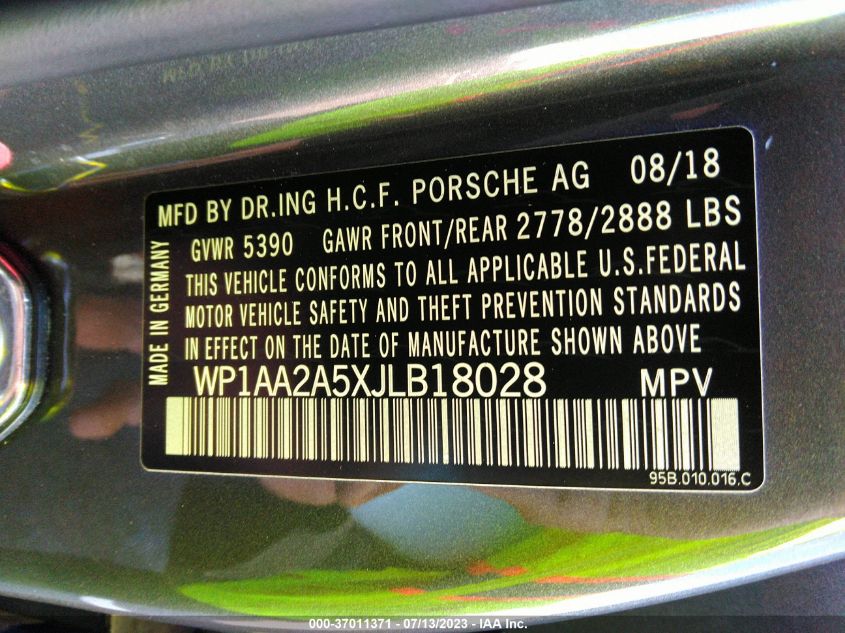 MFD BY DR.ING H.C.F. PORSCHE AG 08/18
GVWR 5390 GAWR FRONT/REAR 2778/2888 LBS
THIS VEHICLE CONFORMS TO ALL APPLICABLE U.S.FEDERAL
MOTOR VEHICLE SAFETY AND THEFT PREVENTION STANDARDS
IN EFFECT ON THE DATE OF MANUFACTURE SHOWN ABOVE
MADE IN GERMANY
WP1AA2A5XJLB18028 MPV
95B.010.016.C
000-37011371 - 07/13/2023 - IAA Inc.